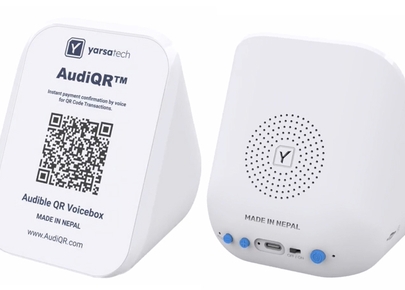 yarsatech
AudiQR™
Instant payment confirmation by voice
for QR Code Transactions.
Audible QR Voicebox
MADE IN NEPAL
www.AudiQR.com
Y
MADE IN NEPAL